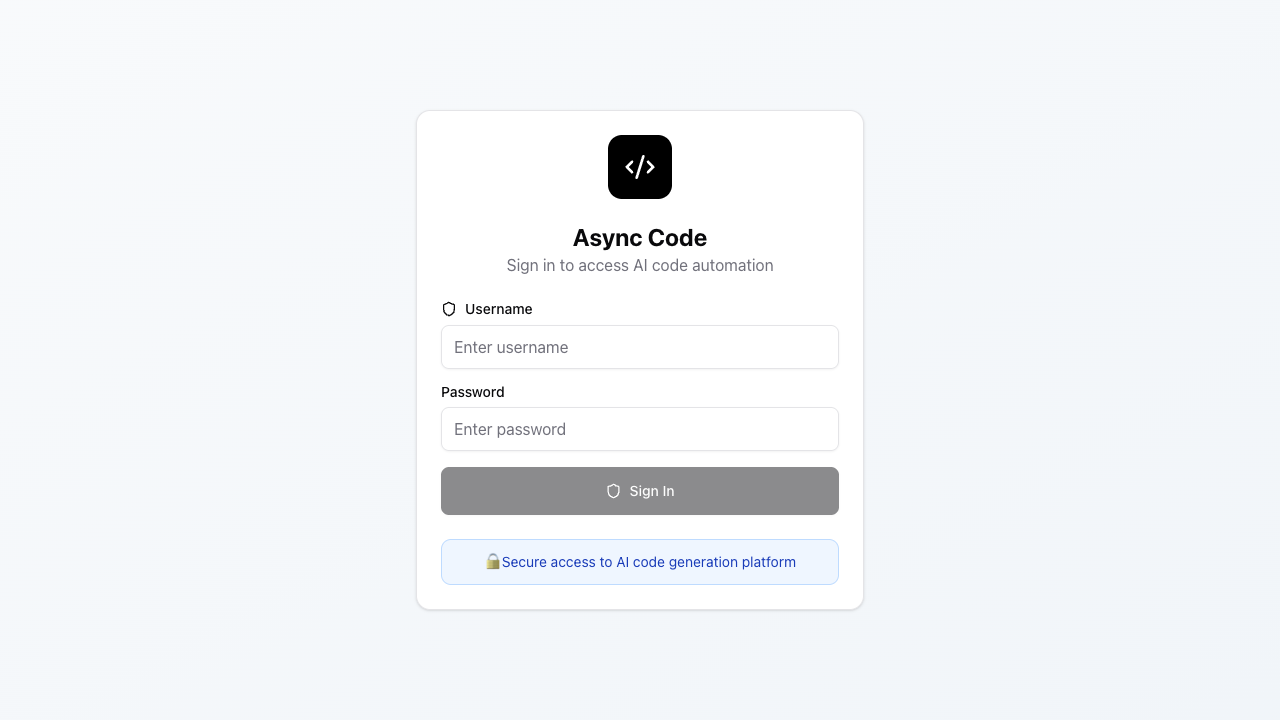 Async Code
Sign in to access AI code automation
Username
Enter username
Password
Enter password
Sign In
🔒Secure access to AI code generation platform